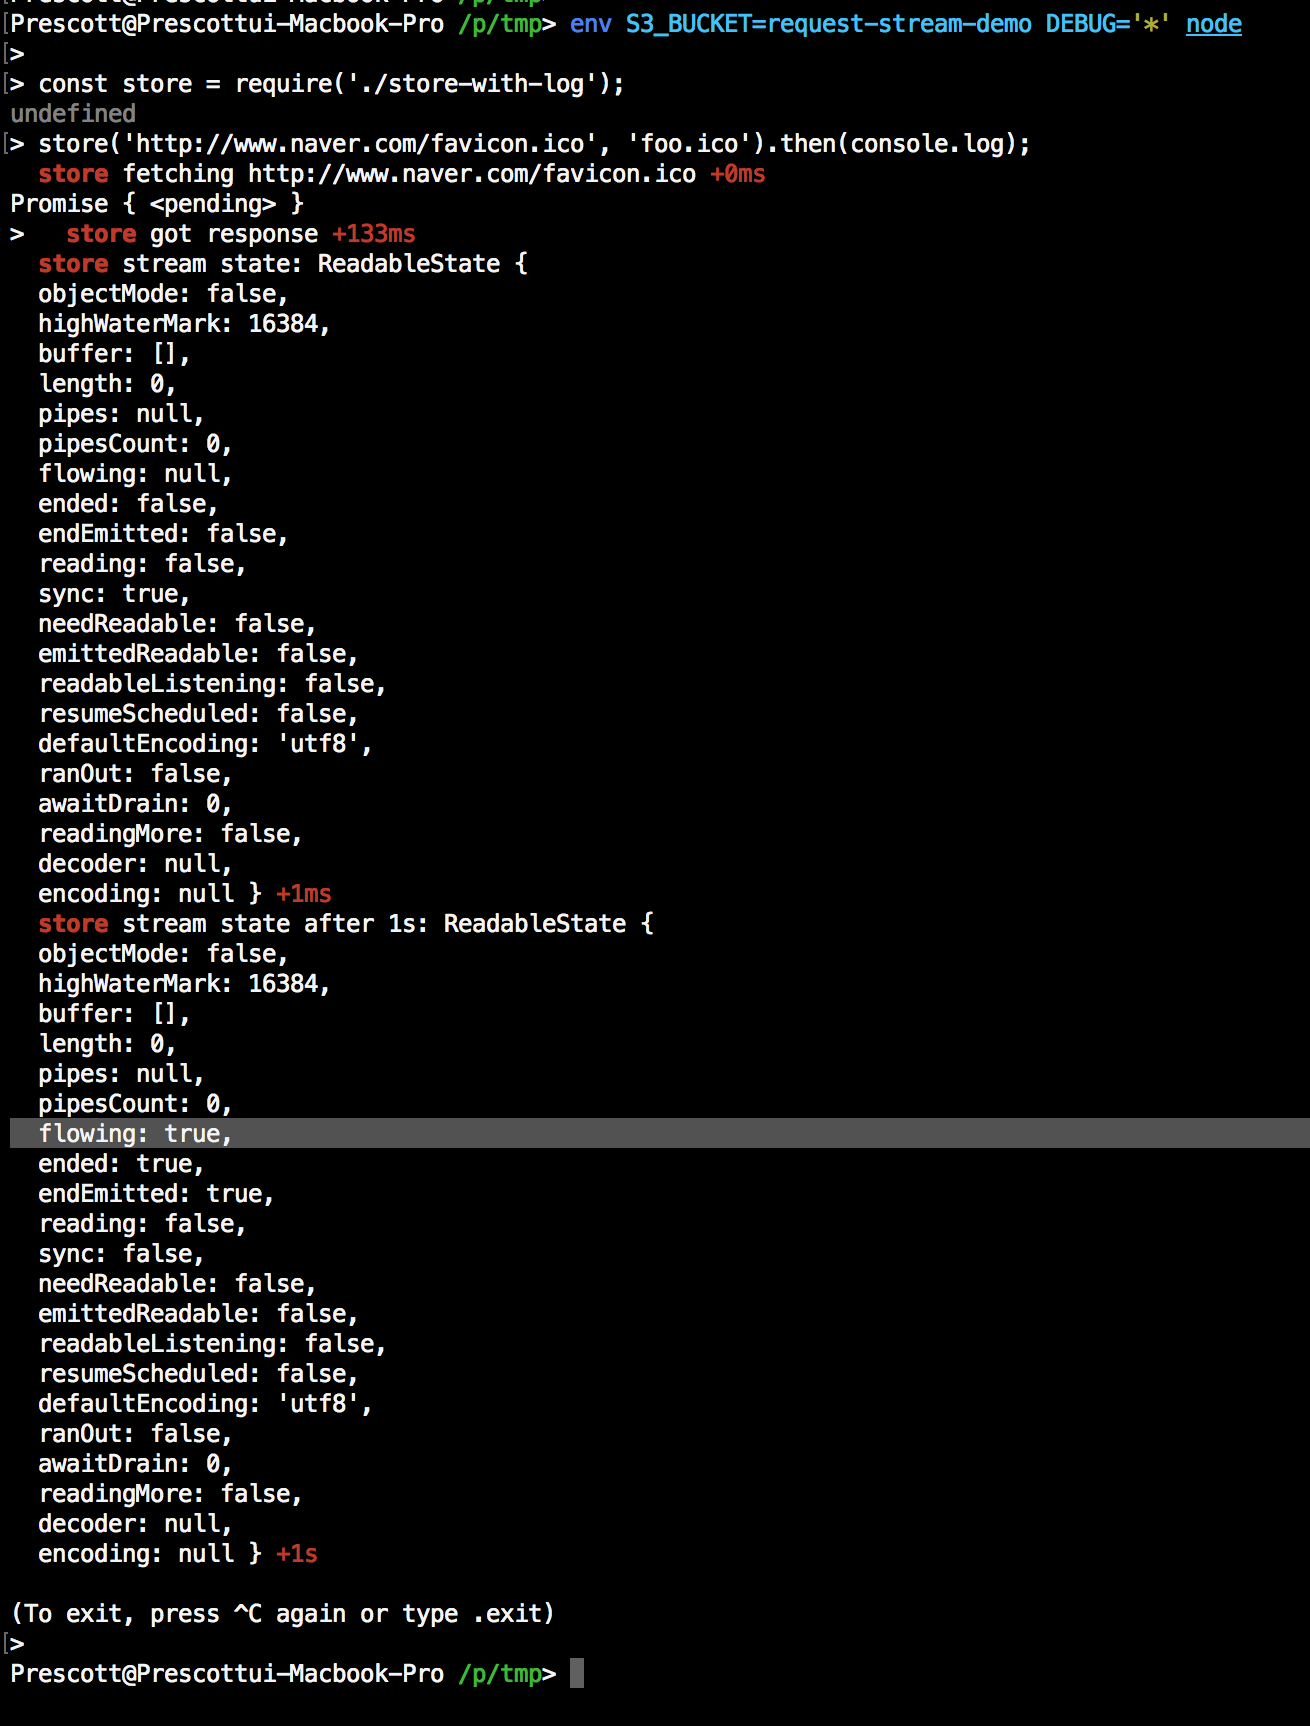 Prescott@Prescottui-Macbook-Pro /p/tmp>
[Prescott@Prescottui-Macbook-Pro /p/tmp> env S3_BUCKET=request-stream-demo DEBUG='*' node
[>
[> const store = require('./store-with-log');
undefined
[> store('http://www.naver.com/favicon.ico', 'foo.ico').then(console.log);
  store fetching http://www.naver.com/favicon.ico +0ms
Promise { <pending> }
>   store got response +133ms
  store stream state: ReadableState {
  objectMode: false,
  highWaterMark: 16384,
  buffer: [],
  length: 0,
  pipes: null,
  pipesCount: 0,
  flowing: null,
  ended: false,
  endEmitted: false,
  reading: false,
  sync: true,
  needReadable: false,
  emittedReadable: false,
  readableListening: false,
  resumeScheduled: false,
  defaultEncoding: 'utf8',
  ranOut: false,
  awaitDrain: 0,
  readingMore: false,
  decoder: null,
  encoding: null } +1ms
  store stream state after 1s: ReadableState {
  objectMode: false,
  highWaterMark: 16384,
  buffer: [],
  length: 0,
  pipes: null,
  pipesCount: 0,
  flowing: true,
  ended: true,
  endEmitted: true,
  reading: false,
  sync: false,
  needReadable: false,
  emittedReadable: false,
  readableListening: false,
  resumeScheduled: false,
  defaultEncoding: 'utf8',
  ranOut: false,
  awaitDrain: 0,
  readingMore: false,
  decoder: null,
  encoding: null } +1s
(To exit, press ^C again or type .exit)
[>
Prescott@Prescottui-Macbook-Pro /p/tmp>